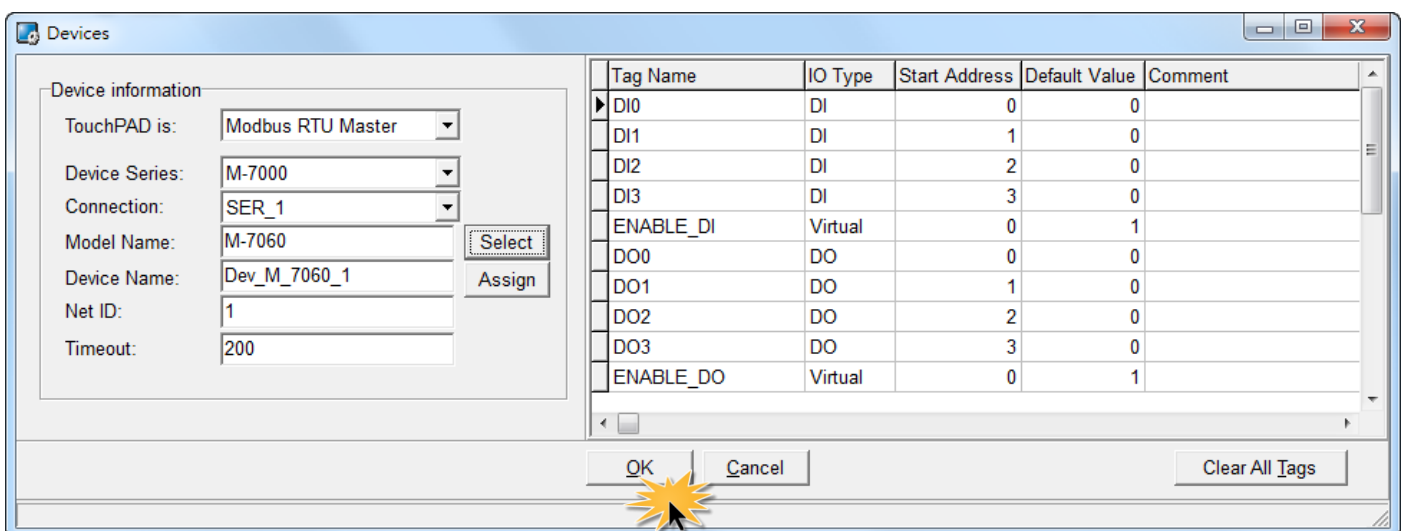 Devices
Device information
TouchPAD is: Modbus RTU Master
Device Series: M-7000
Connection: SER_1
Model Name: M-7060 Select
Device Name: Dev_M_7060_1 Assign
Net ID: 1
Timeout: 200
Tag Name IO Type Start Address Default Value Comment
DI0 DI 0 0
DI1 DI 1 0
DI2 DI 2 0
DI3 DI 3 0
ENABLE_DI Virtual 0 1
DO0 DO 0 0
DO1 DO 1 0
DO2 DO 2 0
DO3 DO 3 0
ENABLE_DO Virtual 0 1
OK Cancel Clear All Tags